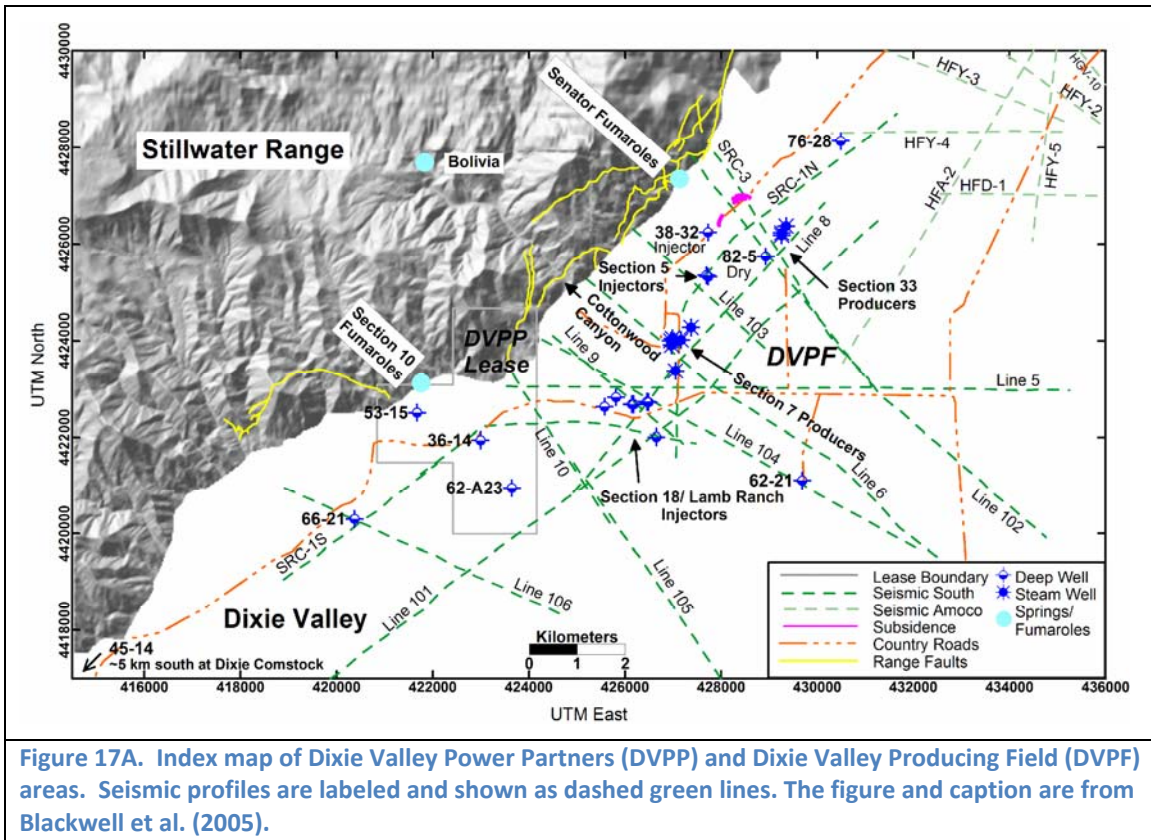 4430000
4428000
4426000
4424000
4422000
4420000
4418000
UTM North
Stillwater Range
Bolivia
Senator Fumaroles
SRC-3
SRC-1N
76-28
HFY-3
HGV-10
HFY-2
HFY-4
HFY-5
HFA-2
HFD-1
38-32
Injector
82-5
Dry
Line 8
Section 5
Injectors
Section 33
Producers
Cottonwood
Canyon
Line 103
DVPP
Lease
Section 10
Fumaroles
Line 9
DVPF
Section 7 Producers
Line 5
53-15
36-14
62-A23
Line 10
Line 104
Line 6
62-21
Section 18/ Lamb Ranch
Injectors
Line 102
66-21
SRC-1S
Line 101
Line 106
Line 105
Dixie Valley
45-14
~5 km south at Dixie Comstock
Kilometers
0 1 2
Lease Boundary
Seismic South
Seismic Amoco
Subsidence
Country Roads
Range Faults
Deep Well
Steam Well
Springs/
Fumaroles
416000 418000 420000 422000 424000 426000 428000 430000 432000 434000 436000
UTM East
Figure 17A. Index map of Dixie Valley Power Partners (DVPP) and Dixie Valley Producing Field (DVPF)
areas. Seismic profiles are labeled and shown as dashed green lines. The figure and caption are from
Blackwell et al. (2005).